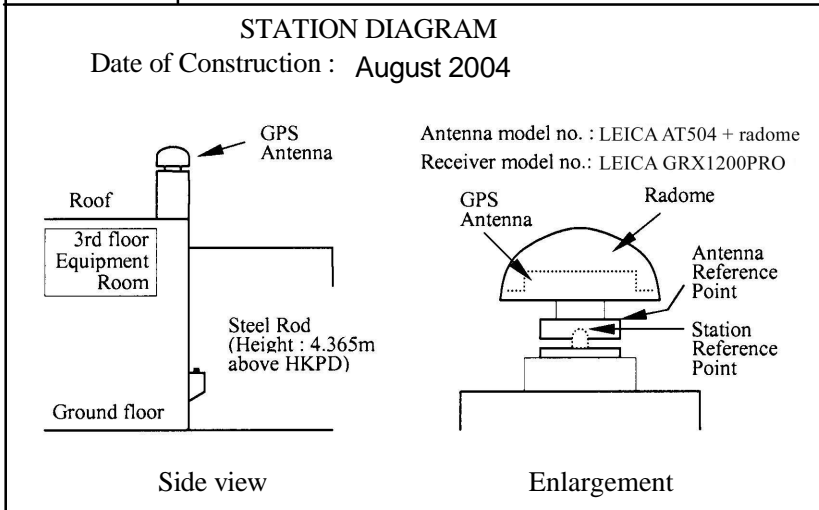 STATION DIAGRAM
Date of Construction : August 2004
GPS
Antenna
Roof
3rd floor
Equipment
Room
Steel Rod
(Height : 4.365m
above HKPD)
Ground floor
Side view
Antenna model no. : LEICA AT504 + radome
Receiver model no.: LEICA GRX1200PRO
GPS
Antenna
Radome
Antenna
Reference
Point
Station
Reference
Point
Enlargement